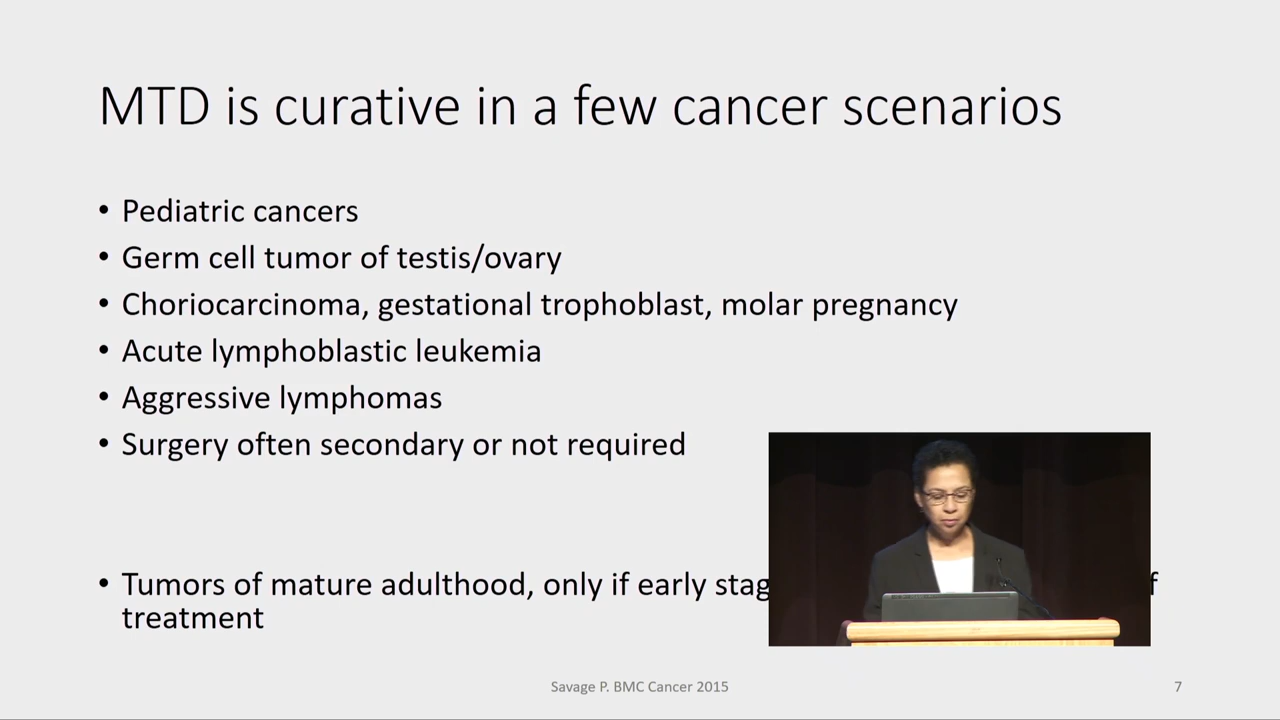 MTD is curative in a few cancer scenarios
• Pediatric cancers
• Germ cell tumor of testis/ovary
• Choriocarcinoma, gestational trophoblast, molar pregnancy
• Acute lymphoblastic leukemia
• Aggressive lymphomas
• Surgery often secondary or not required
• Tumors of mature adulthood, only if early
treatment
Savage P. BMC Cancer 2015
7